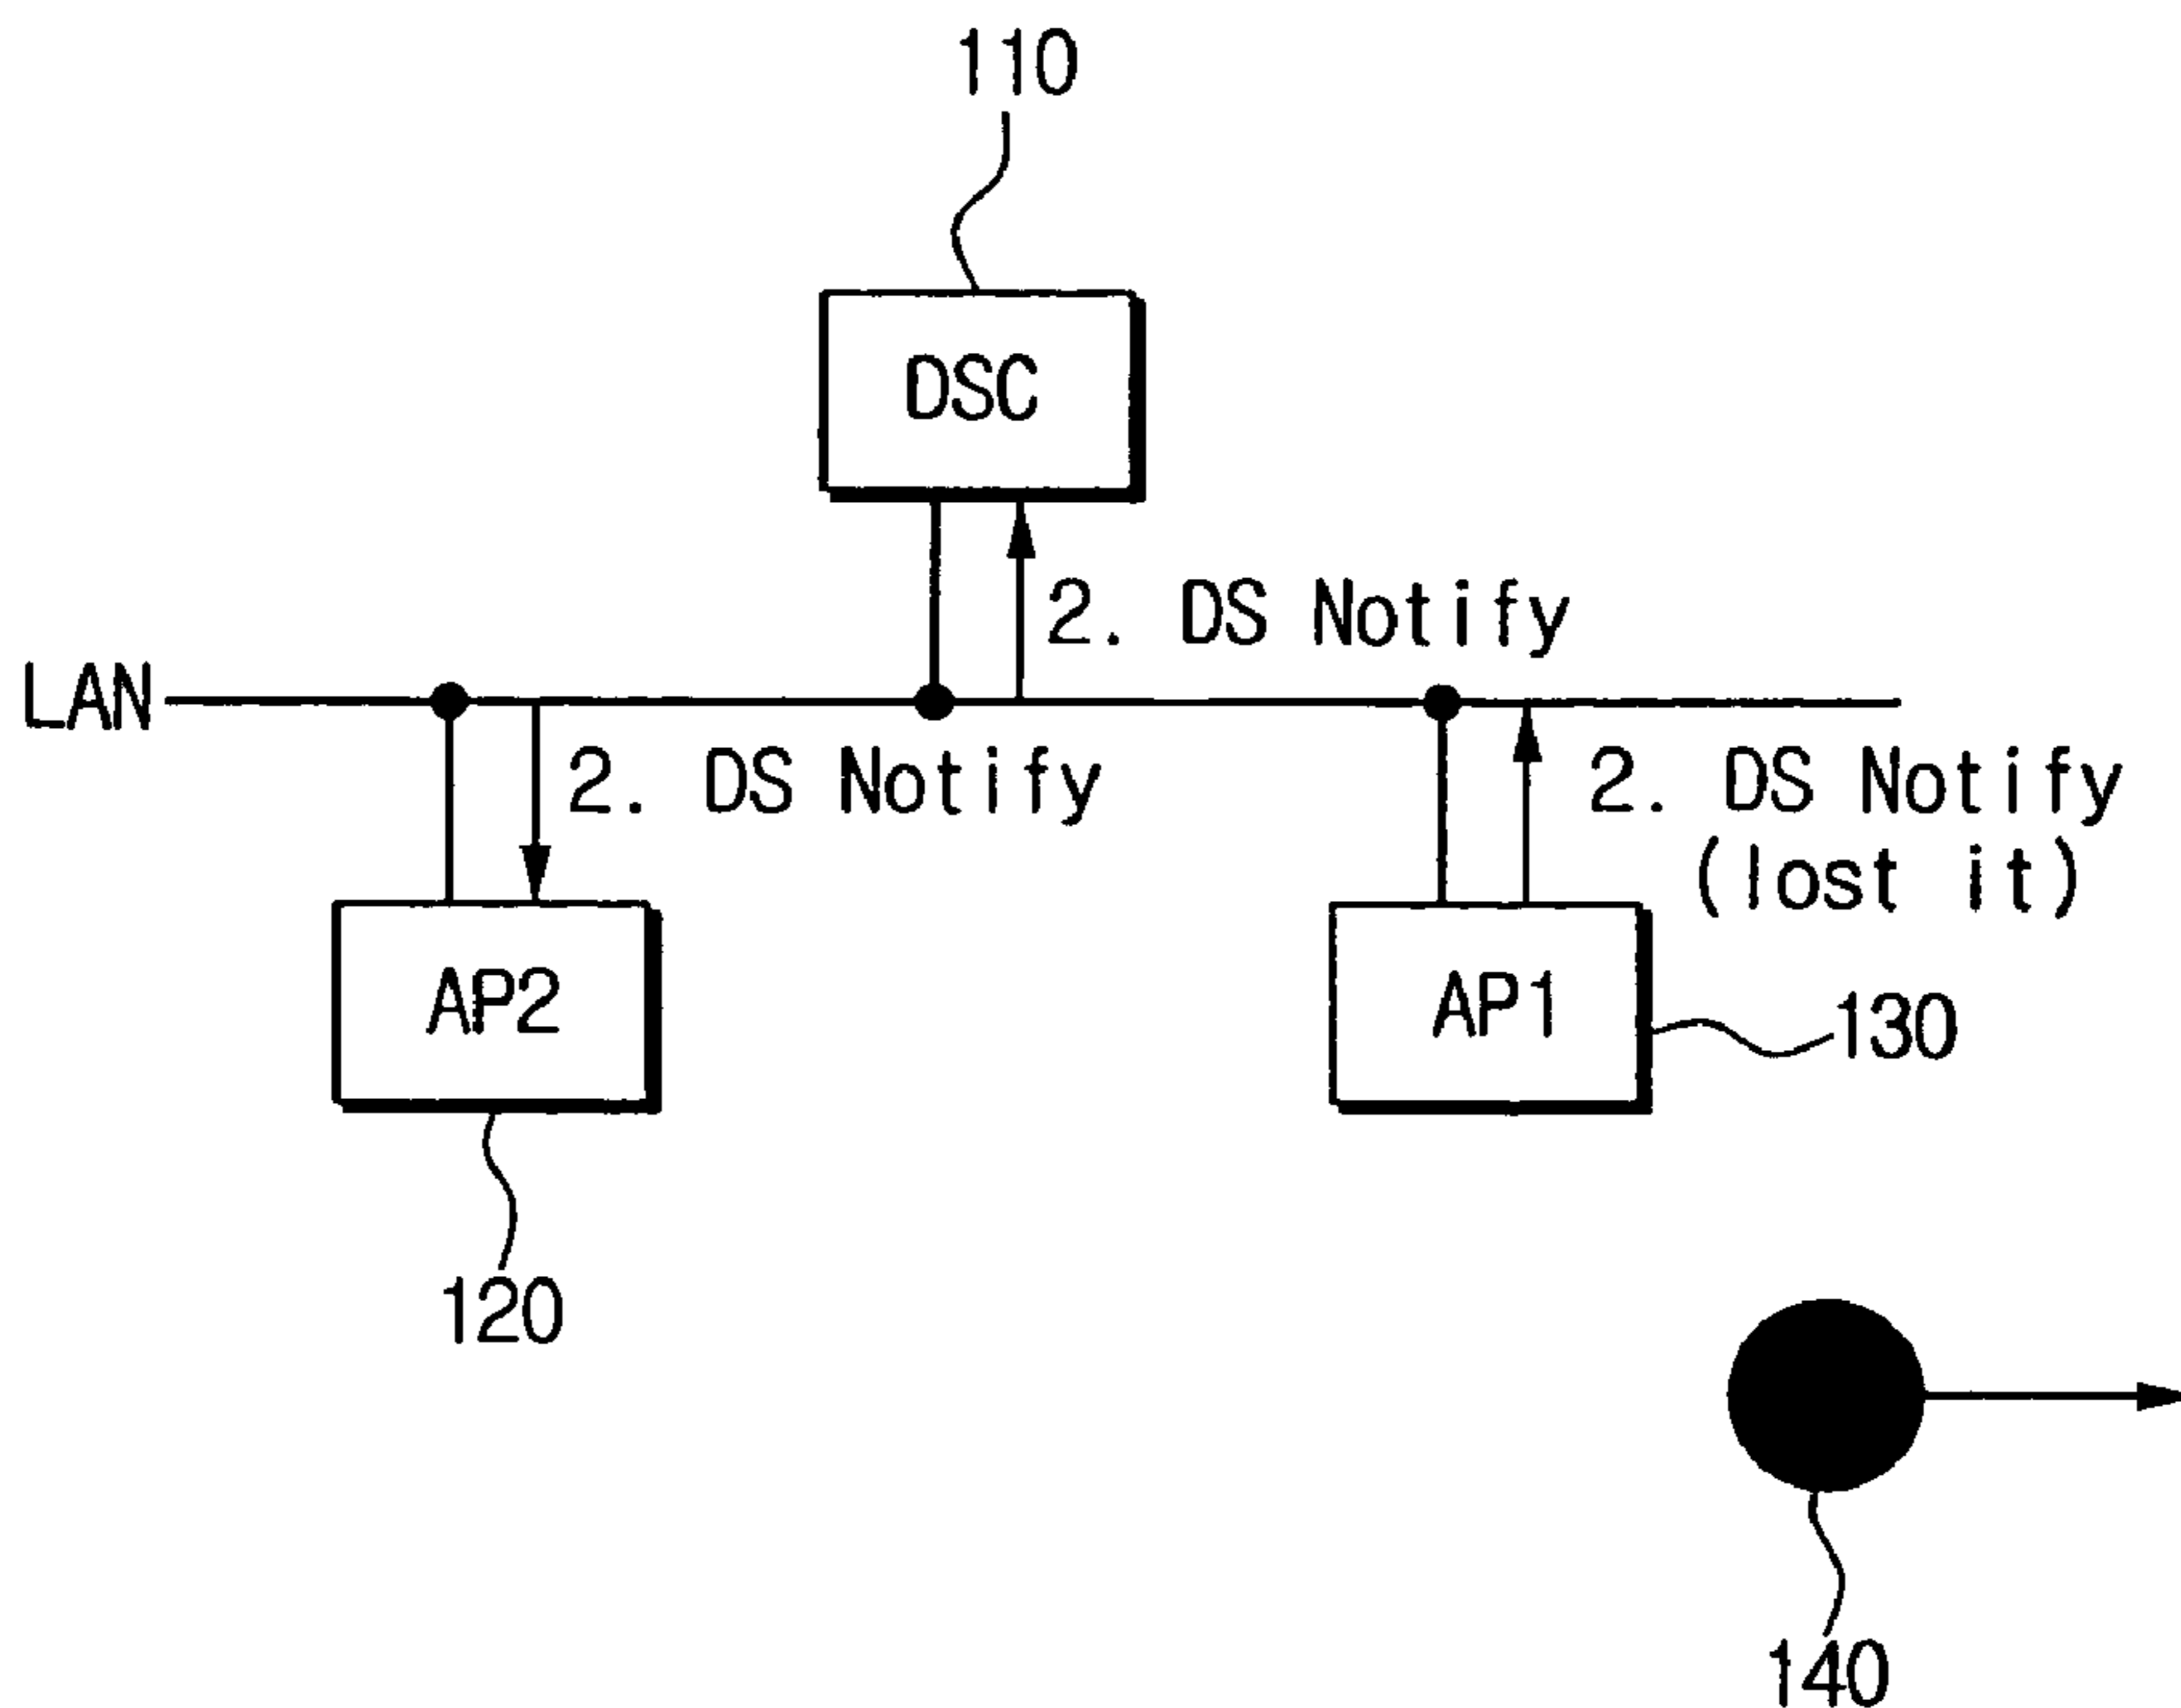 110
DSC
2. DS Notify
LAN
2. DS Notify
2. DS Notify
(lost it)
AP2
AP1
130
120
140